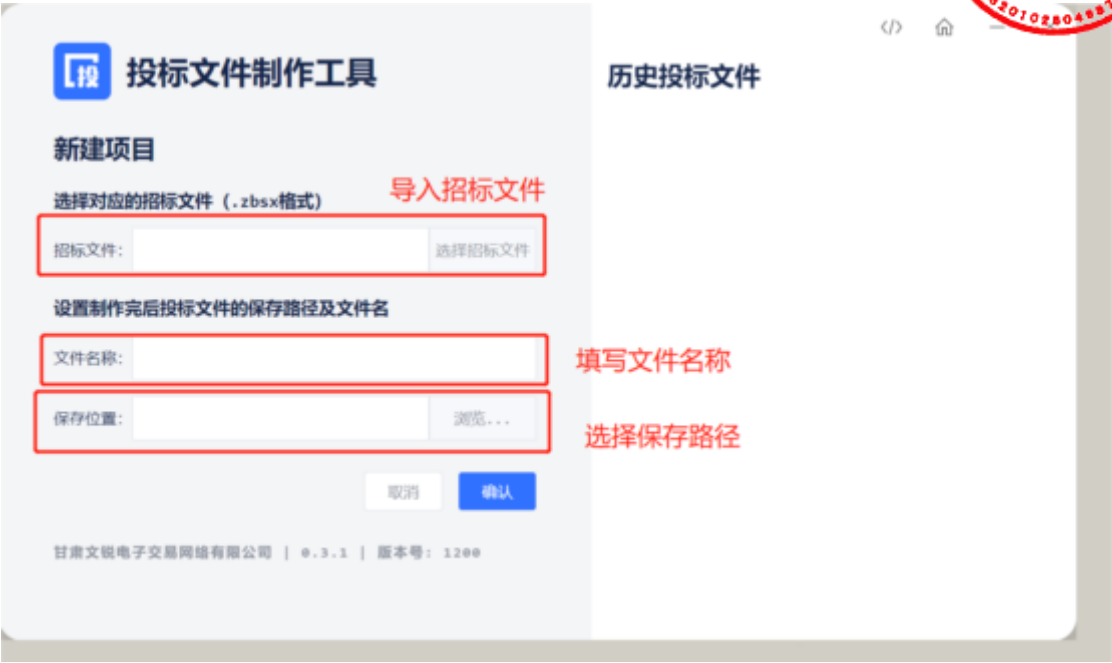 投
投标文件制作工具
历史投标文件
新建项目
选择对应的招标文件（.zbsx格式）
导入招标文件
招标文件：
选择招标文件
设置制作完后投标文件的保存路径及文件名
文件名称：
填写文件名称
保存位置：
浏览...
选择保存路径
取消
确认
甘肃文锐电子交易网络有限公司 | 0.3.1 | 版本号: 1200